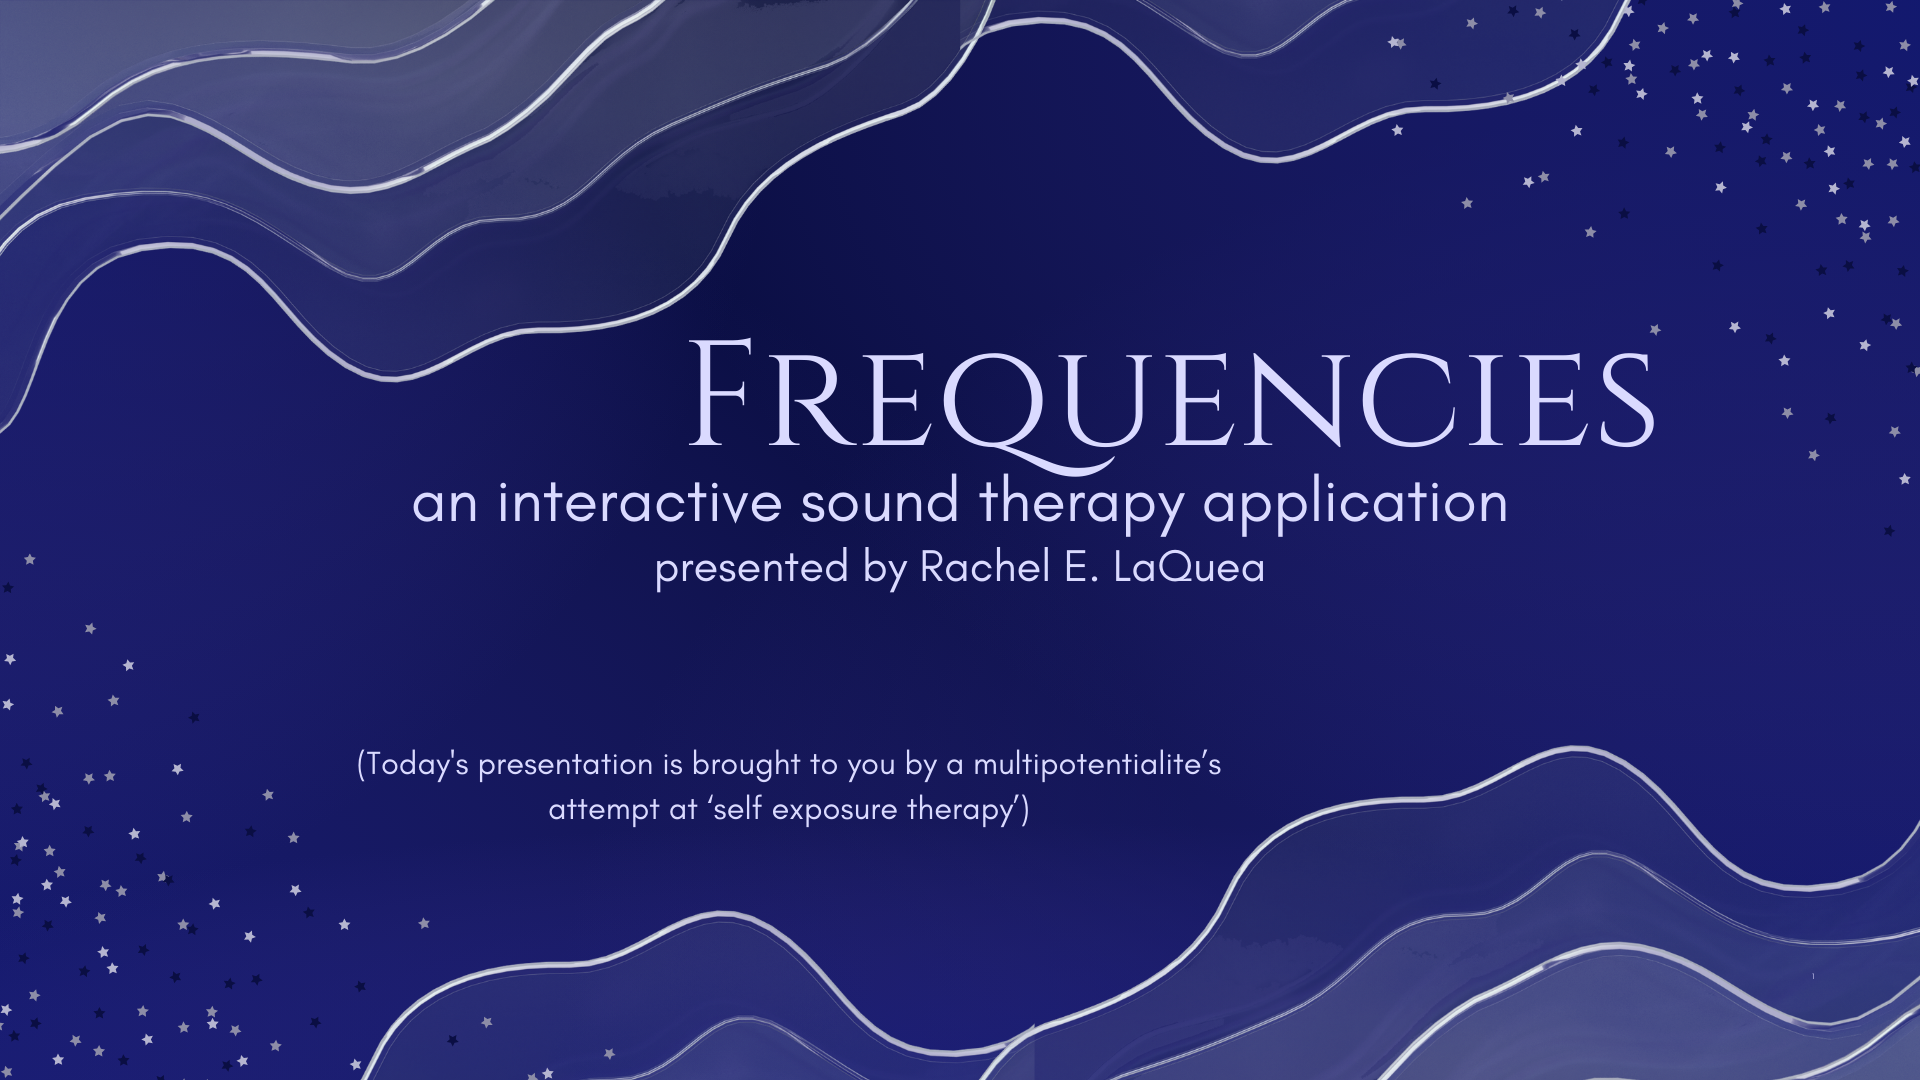 Frequencies
an interactive sound therapy application
presented by Rachel E. LaQuea
(Today's presentation is brought to you by a multipotentialite’s
attempt at ‘self exposure therapy’)